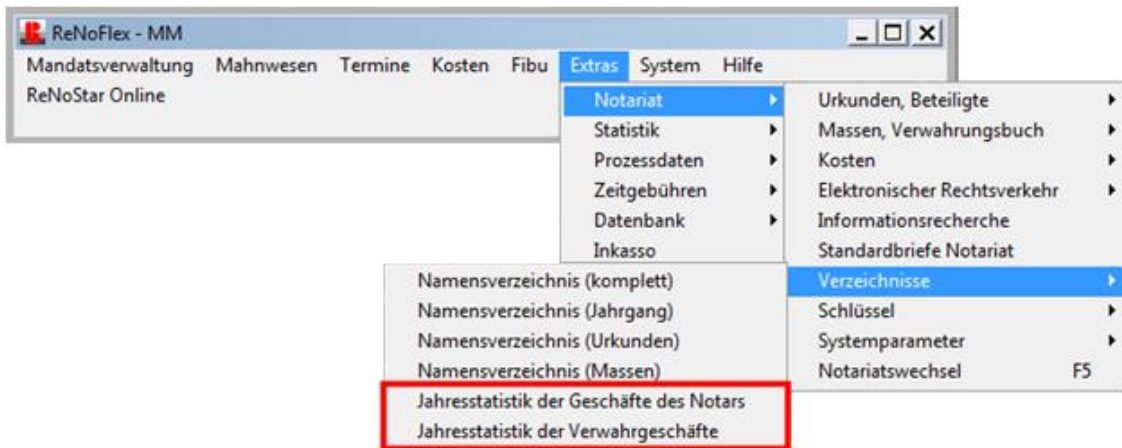 ReNoFlex - MM
Mandatsverwaltung Mahnwesen Termine Kosten Fibu Extras System Hilfe
ReNoStar Online
Notariat
Statistik
Prozessdaten
Zeitgebühren
Datenbank
Inkasso
Urkunden, Beteiligte
Massen, Verwahrungsbuch
Kosten
Elektronischer Rechtsverkehr
Informationsrecherche
Standardbriefe Notariat
Verzeichnisse
Schlüssel
Systemparameter
Notariatswechsel F5
Namensverzeichnis (komplett)
Namensverzeichnis (Jahrgang)
Namensverzeichnis (Urkunden)
Namensverzeichnis (Massen)
Jahresstatistik der Geschäfte des Notars
Jahresstatistik der Verwahrgeschäfte